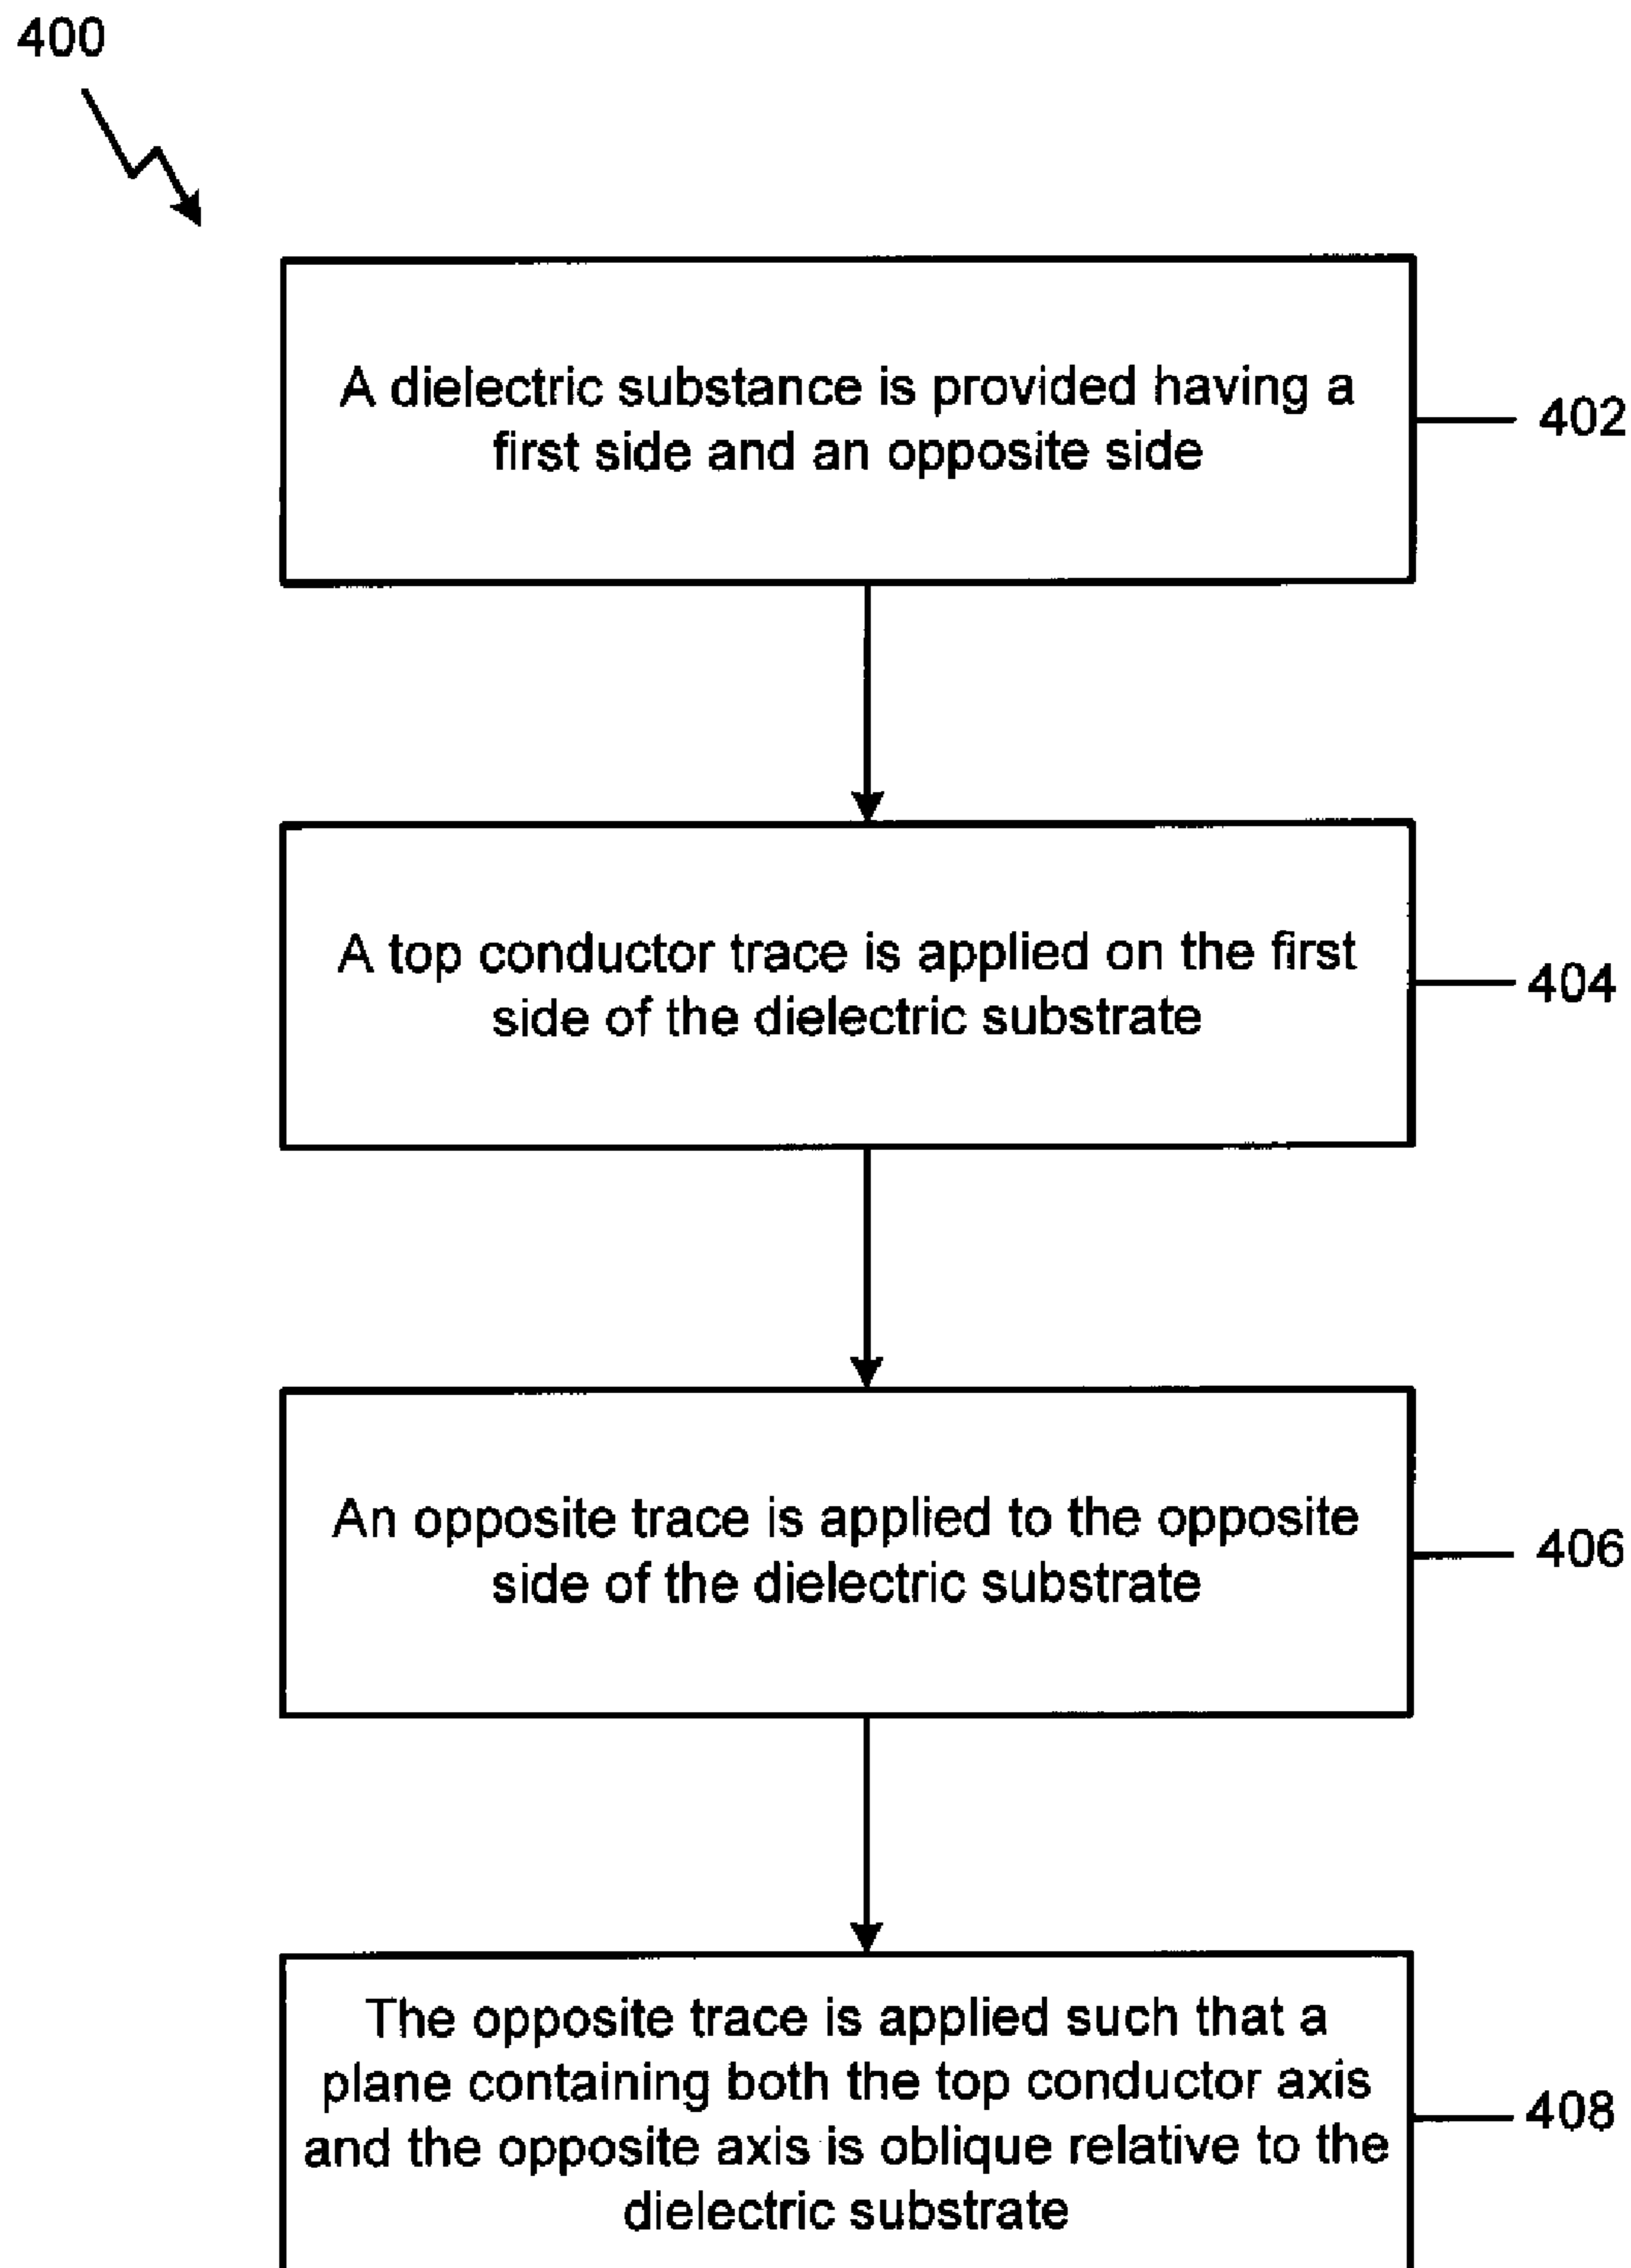 400
A dielectric substance is provided having a
first side and an opposite side
402
A top conductor trace is applied on the first
side of the dielectric substrate
404
An opposite trace is applied to the opposite
side of the dielectric substrate
406
The opposite trace is applied such that a
plane containing both the top conductor axis
and the opposite axis is oblique relative to the
dielectric substrate
408